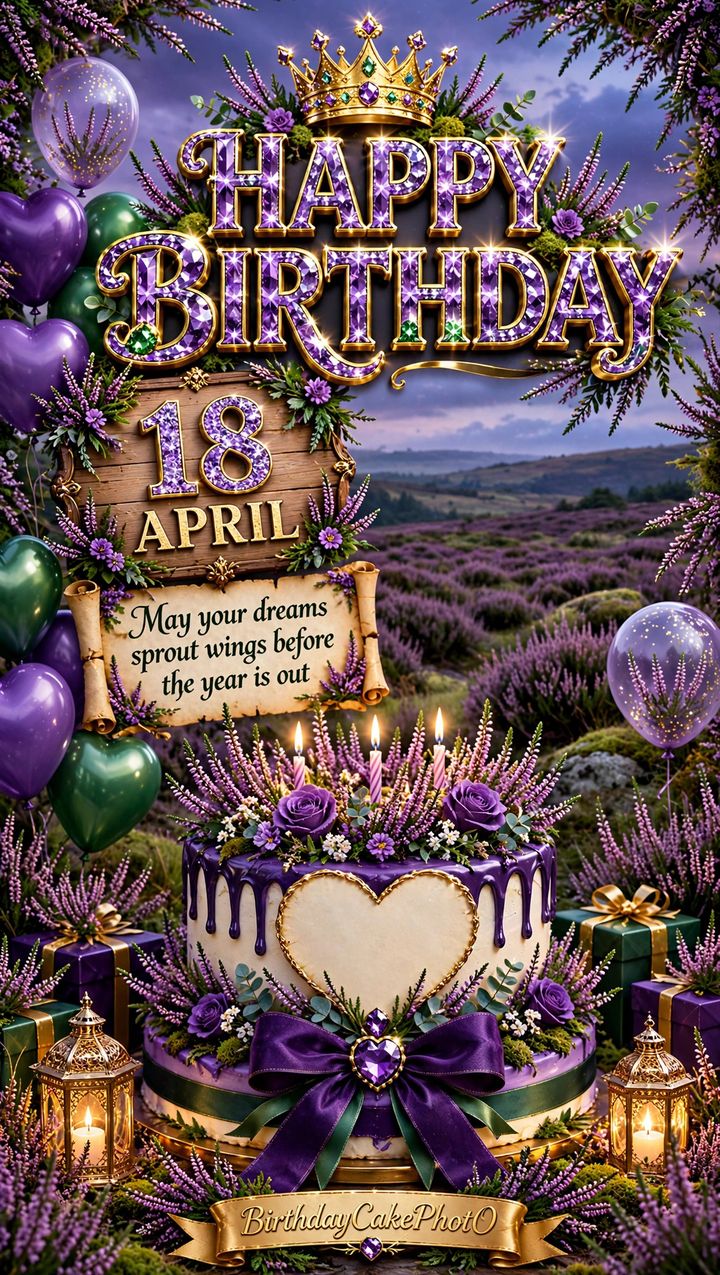 HAPPY
BIRTHDAY
18
APRIL
May your dreams
sprout wings before
the year is out
BirthdayCakePhotO